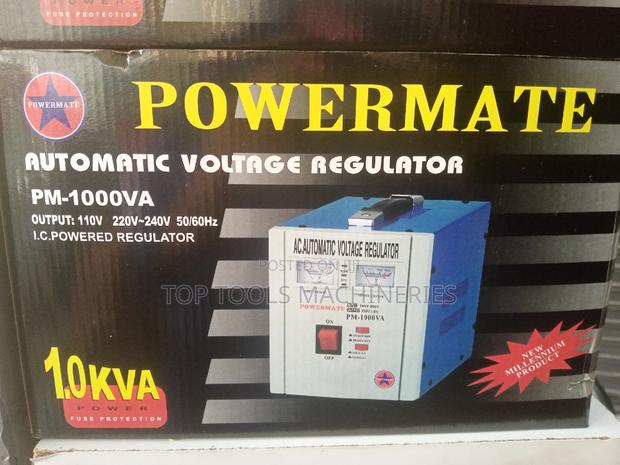 POWER
FUSE PROTECTION
POWERMATE
POWERMATE
AUTOMATIC VOLTAGE REGULATOR
PM-1000VA
OUTPUT: 110V 220V~240V 50/60Hz
I.C.POWERED REGULATOR
AC.AUTOMATIC VOLTAGE REGULATOR
POSTED ON
TOP TOOLS MACHINERIES
POWERMATE
PM-1000VA
ON
OFF
NEW
MILLENNIUM
PRODUCT
1.0KVA
POWER
FUSE PROTECTION